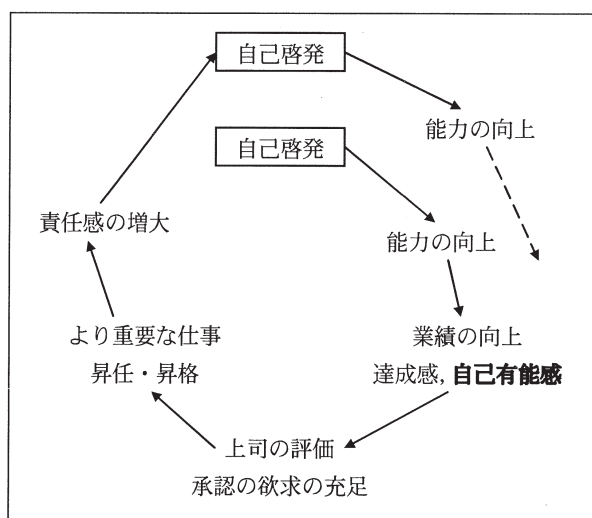 自己啓発
能力の向上
自己啓発
能力の向上
業績の向上
達成感, 自己有能感
上司の評価
承認の欲求の充足
より重要な仕事
昇任・昇格
責任感の増大